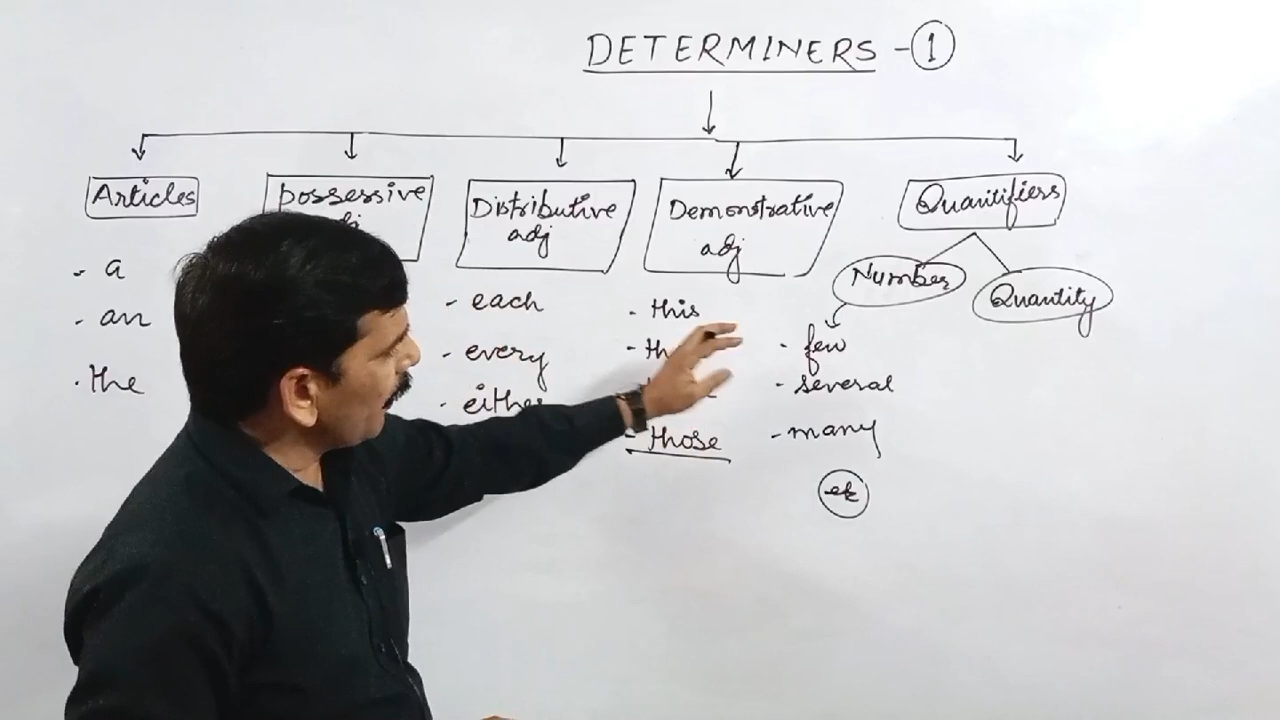 DETERMINERS - 1
Articles
- a
- an
- the
possessive
Distributive
adj
- each
- every
Demonstrative
adj
- this
- those
Quantifiers
Number
Quantity
- few
- several
- many